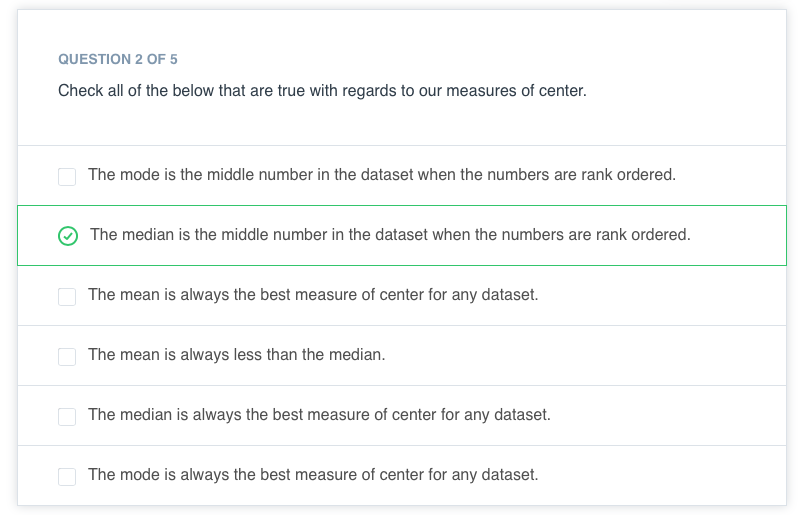 QUESTION 2 OF 5
Check all of the below that are true with regards to our measures of center.
The mode is the middle number in the dataset when the numbers are rank ordered.
The median is the middle number in the dataset when the numbers are rank ordered.
The mean is always the best measure of center for any dataset.
The mean is always less than the median.
The median is always the best measure of center for any dataset.
The mode is always the best measure of center for any dataset.